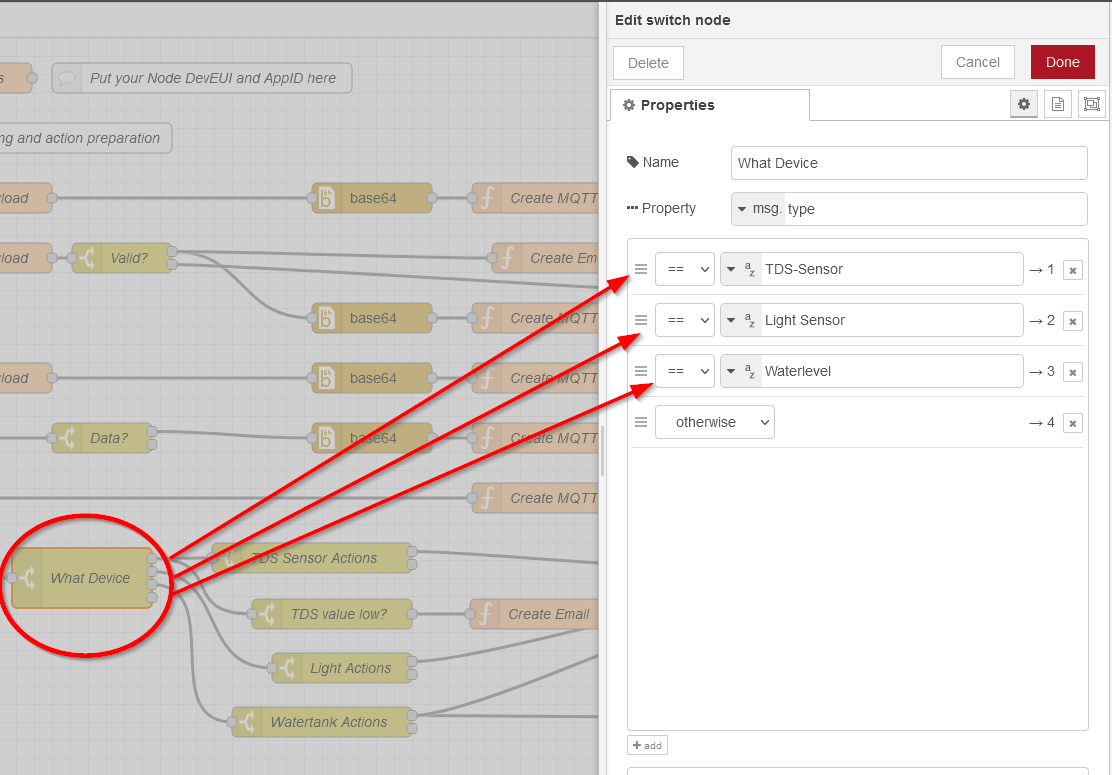 Edit switch node
Delete
Cancel
Done
Properties
Name
What Device
Property
msg. type
== TDS-Sensor → 1
== Light Sensor → 2
== Waterlevel → 3
otherwise → 4
add
s
Put your Node DevEUI and AppID here
ng and action preparation
load
base64
Create MQTT
load
Valid?
Create Em
base64
Create MQTT
load
base64
Create MQTT
Data?
base64
Create MQTT
Create MQTT
What Device
TDS Sensor Actions
TDS value low?
Create Email
Light Actions
Watertank Actions